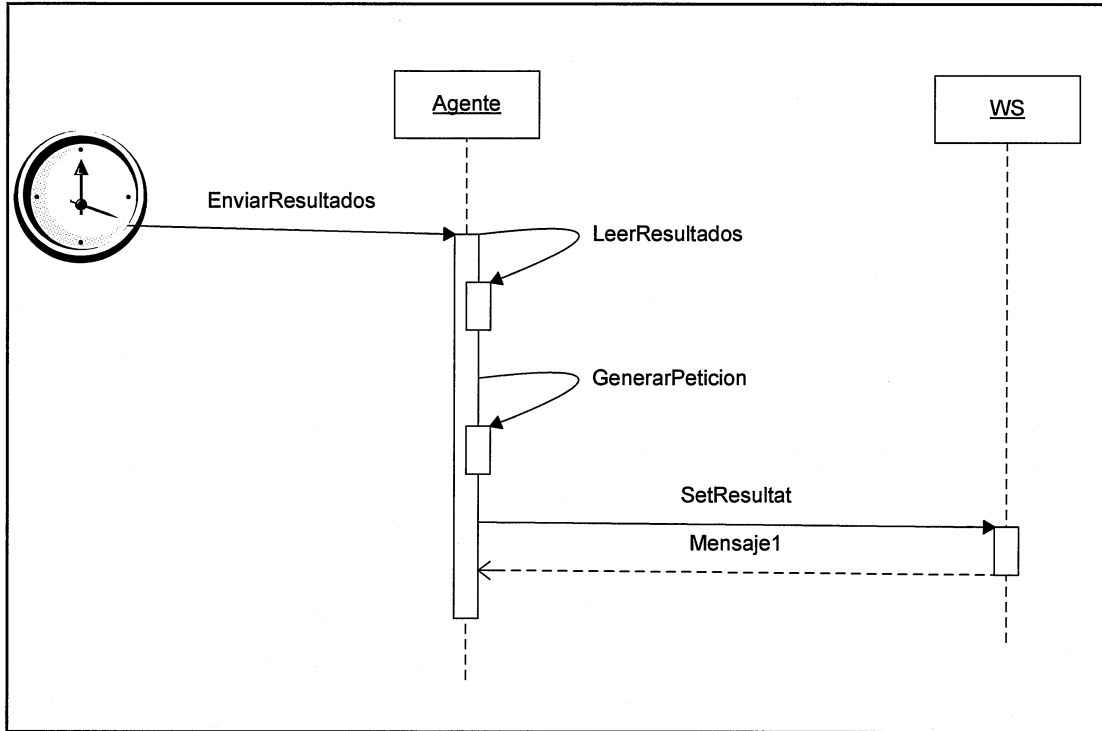 Agente
WS
EnviarResultados
LeerResultados
GenerarPeticion
SetResultat
Mensaje1